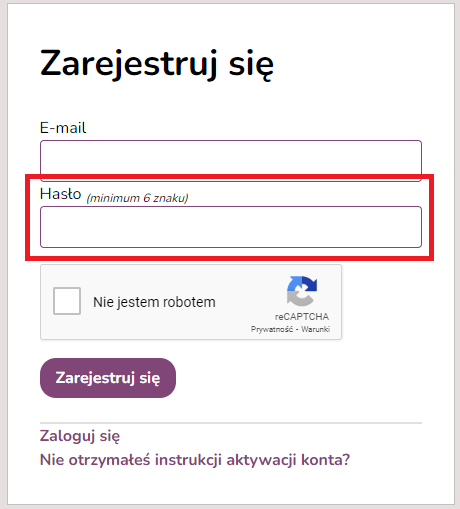 Zarejestruj się
E-mail
Hasło (minimum 6 znaku)
Nie jestem robotem
reCAPTCHA
Prywatność - Warunki
Zarejestruj się
Zaloguj się
Nie otrzymałeś instrukcji aktywacji konta?